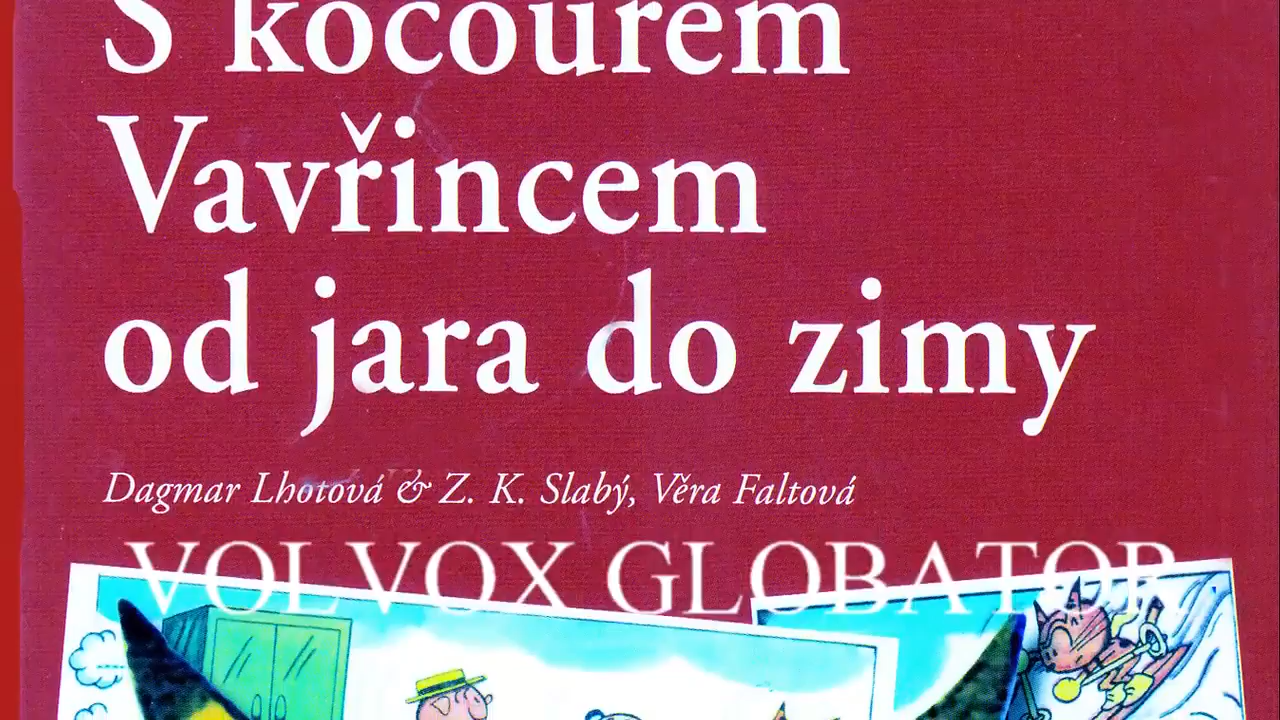 S kocourem
Vavřincem
od jara do zimy
Dagmar Lhotová & Z. K. Slabý, Věra Faltová
VOLVOX GLOBATOR